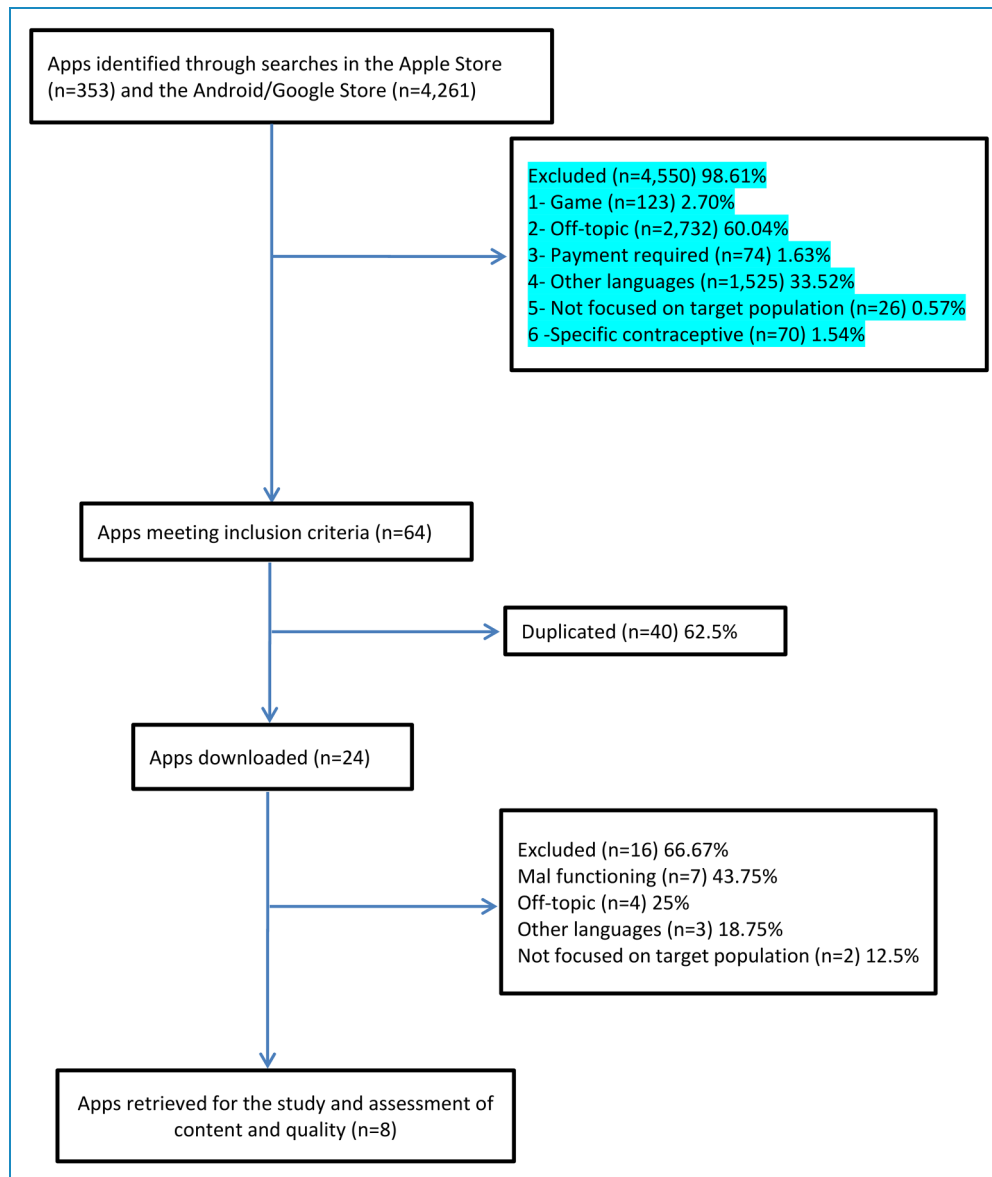 Apps identified through searches in the Apple Store
(n=353) and the Android/Google Store (n=4,261)
Excluded (n=4,550) 98.61%
1- Game (n=123) 2.70%
2- Off-topic (n=2,732) 60.04%
3- Payment required (n=74) 1.63%
4- Other languages (n=1,525) 33.52%
5- Not focused on target population (n=26) 0.57%
6 -Specific contraceptive (n=70) 1.54%
Apps meeting inclusion criteria (n=64)
Duplicated (n=40) 62.5%
Apps downloaded (n=24)
Excluded (n=16) 66.67%
Mal functioning (n=7) 43.75%
Off-topic (n=4) 25%
Other languages (n=3) 18.75%
Not focused on target population (n=2) 12.5%
Apps retrieved for the study and assessment of
content and quality (n=8)